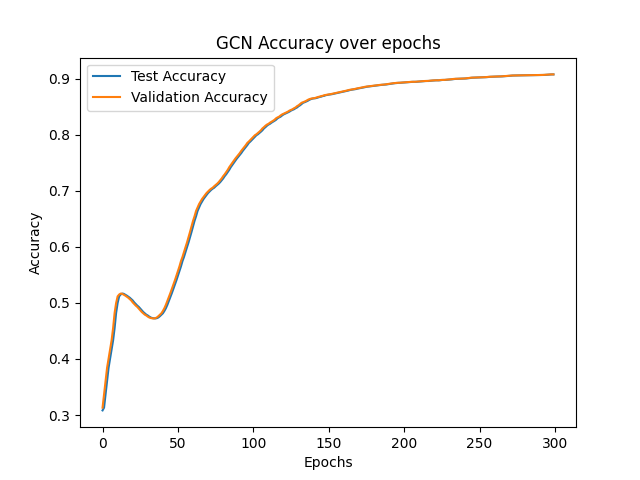 GCN Accuracy over epochs
Test Accuracy
Validation Accuracy
0.9
0.8
0.7
0.6
0.5
0.4
0.3
Accuracy
0 50 100 150 200 250 300
Epochs